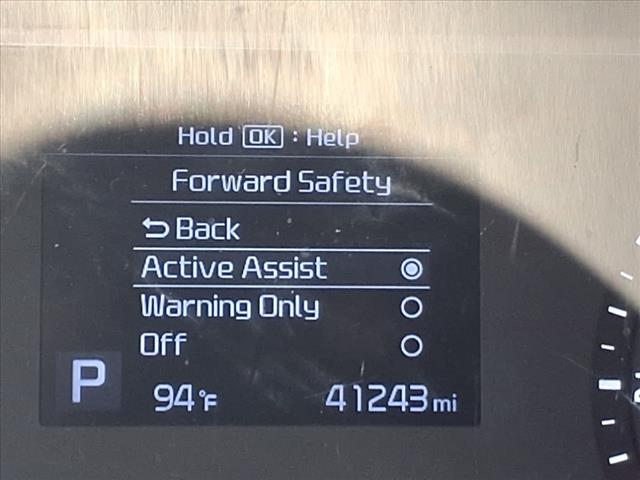 Hold OK : Help
Forward Safety
Back
Active Assist
Warning Only
Off
P
94°F 41243 mi